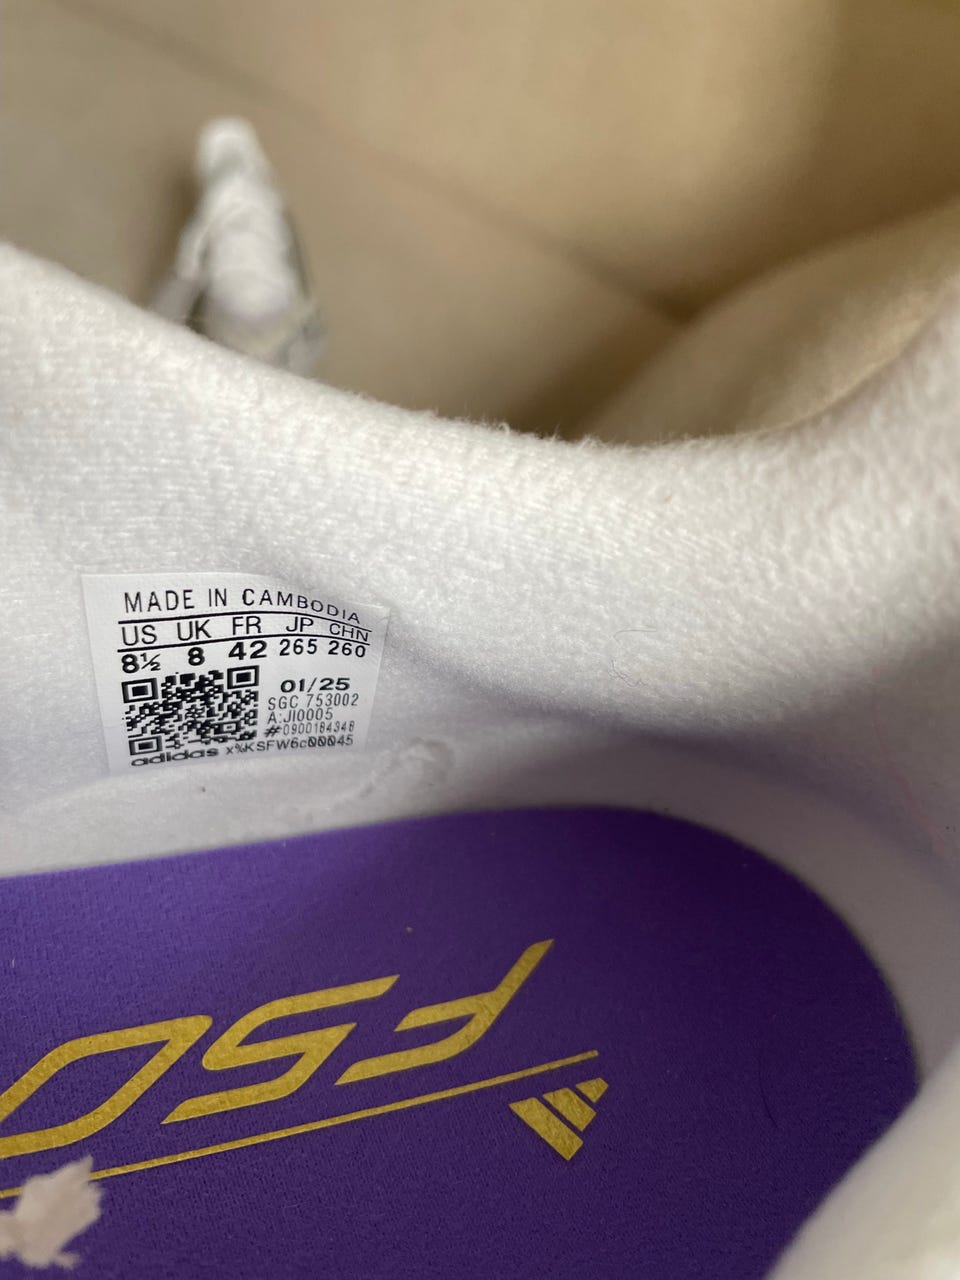 MADE IN CAMBODIA
US UK FR JP CHN
8½ 8 42 265 260
01/25
SGC 753002
A:JI0005
#0900184348
adidas x%KSFW6c00045
F50